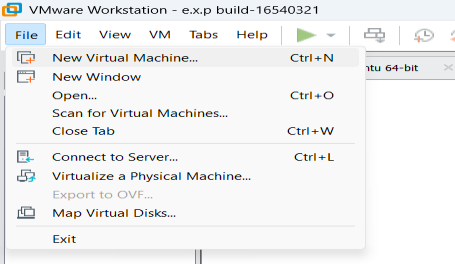 VMware Workstation - e.x.p build-16540321
File Edit View VM Tabs Help
ntu 64-bit
New Virtual Machine... Ctrl+N
New Window
Open... Ctrl+O
Scan for Virtual Machines...
Close Tab Ctrl+W
Connect to Server... Ctrl+L
Virtualize a Physical Machine...
Export to OVF...
Map Virtual Disks...
Exit